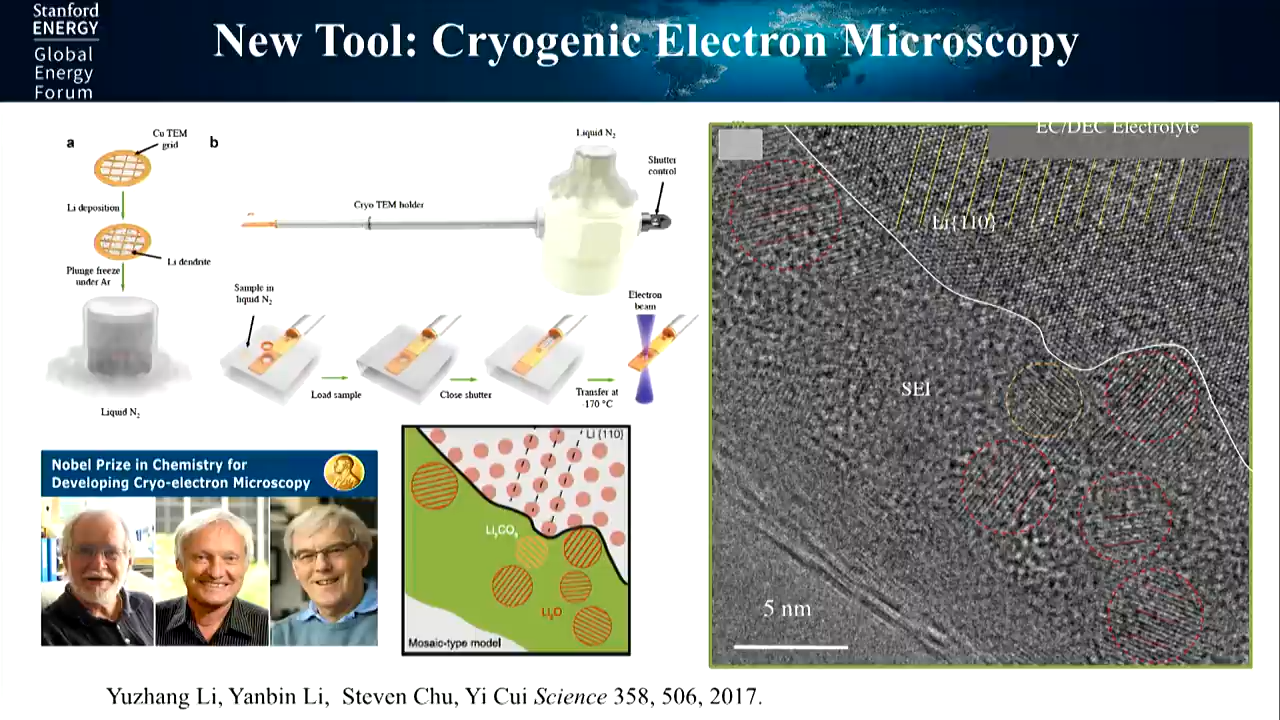 Stanford
ENERGY
Global
Energy
Forum
New Tool: Cryogenic Electron Microscopy
a
Cu TEM
grid
Li deposition
Li dendrite
Plunge freeze
under Ar
Liquid N₂
b
Liquid N₂
Shutter
control
Cryo TEM holder
Sample in
liquid N₂
Electron
beam
Load sample
Close shutter
Transfer at
-170 °C
Nobel Prize in Chemistry for
Developing Cryo-electron Microscopy
Li (110)
Li₂CO₃
Li₂O
Mosaic-type model
EC/DEC Electrolyte
Li{110}
SEI
5 nm
Yuzhang Li, Yanbin Li, Steven Chu, Yi Cui Science 358, 506, 2017.